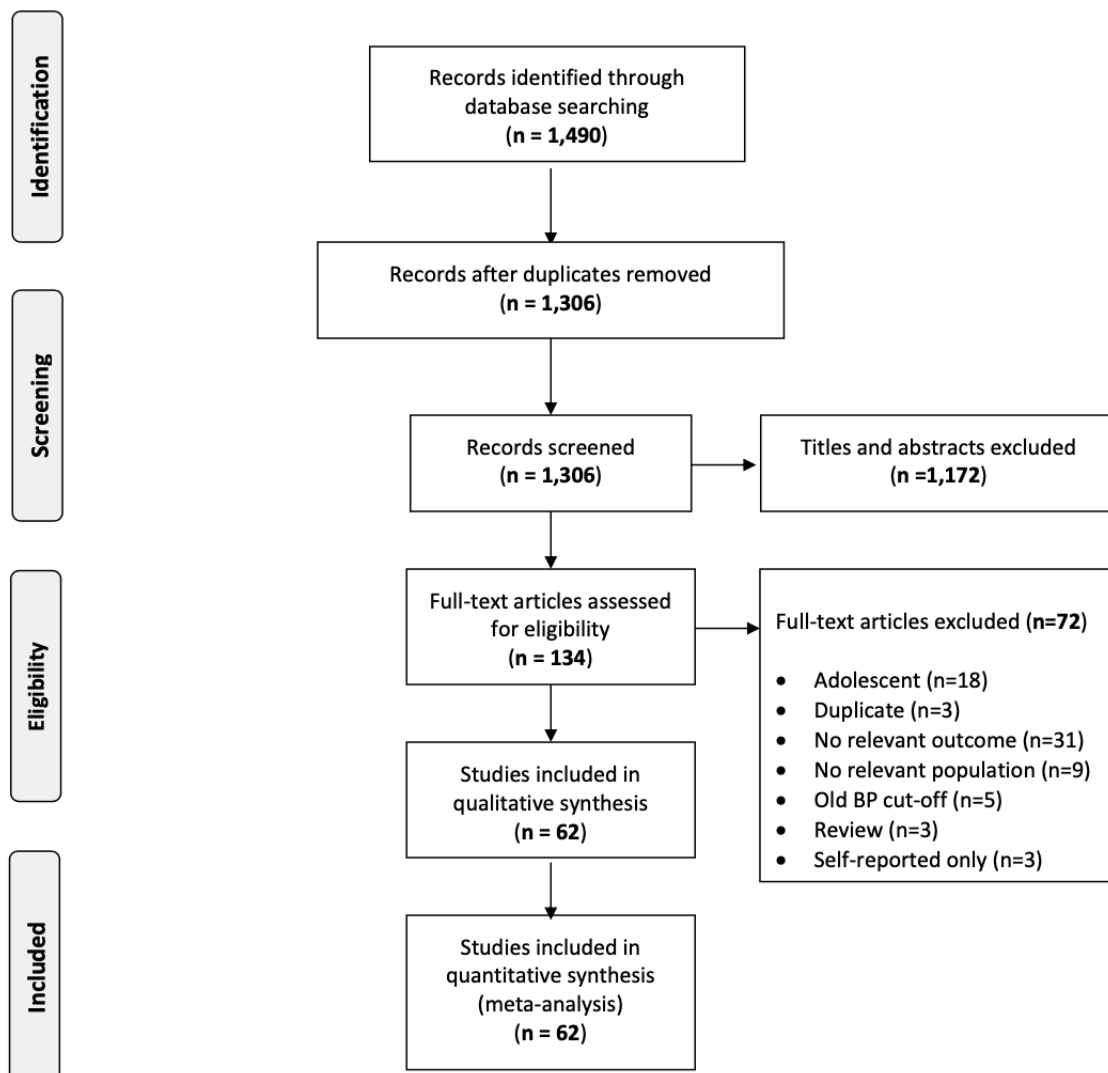 Identification
Records identified through
database searching
(n = 1,490)
Records after duplicates removed
(n = 1,306)
Screening
Records screened
(n = 1,306)
Titles and abstracts excluded
(n =1,172)
Eligibility
Full-text articles assessed
for eligibility
(n = 134)
Full-text articles excluded (n=72)
• Adolescent (n=18)
• Duplicate (n=3)
• No relevant outcome (n=31)
• No relevant population (n=9)
• Old BP cut-off (n=5)
• Review (n=3)
• Self-reported only (n=3)
Studies included in
qualitative synthesis
(n = 62)
Included
Studies included in
quantitative synthesis
(meta-analysis)
(n = 62)